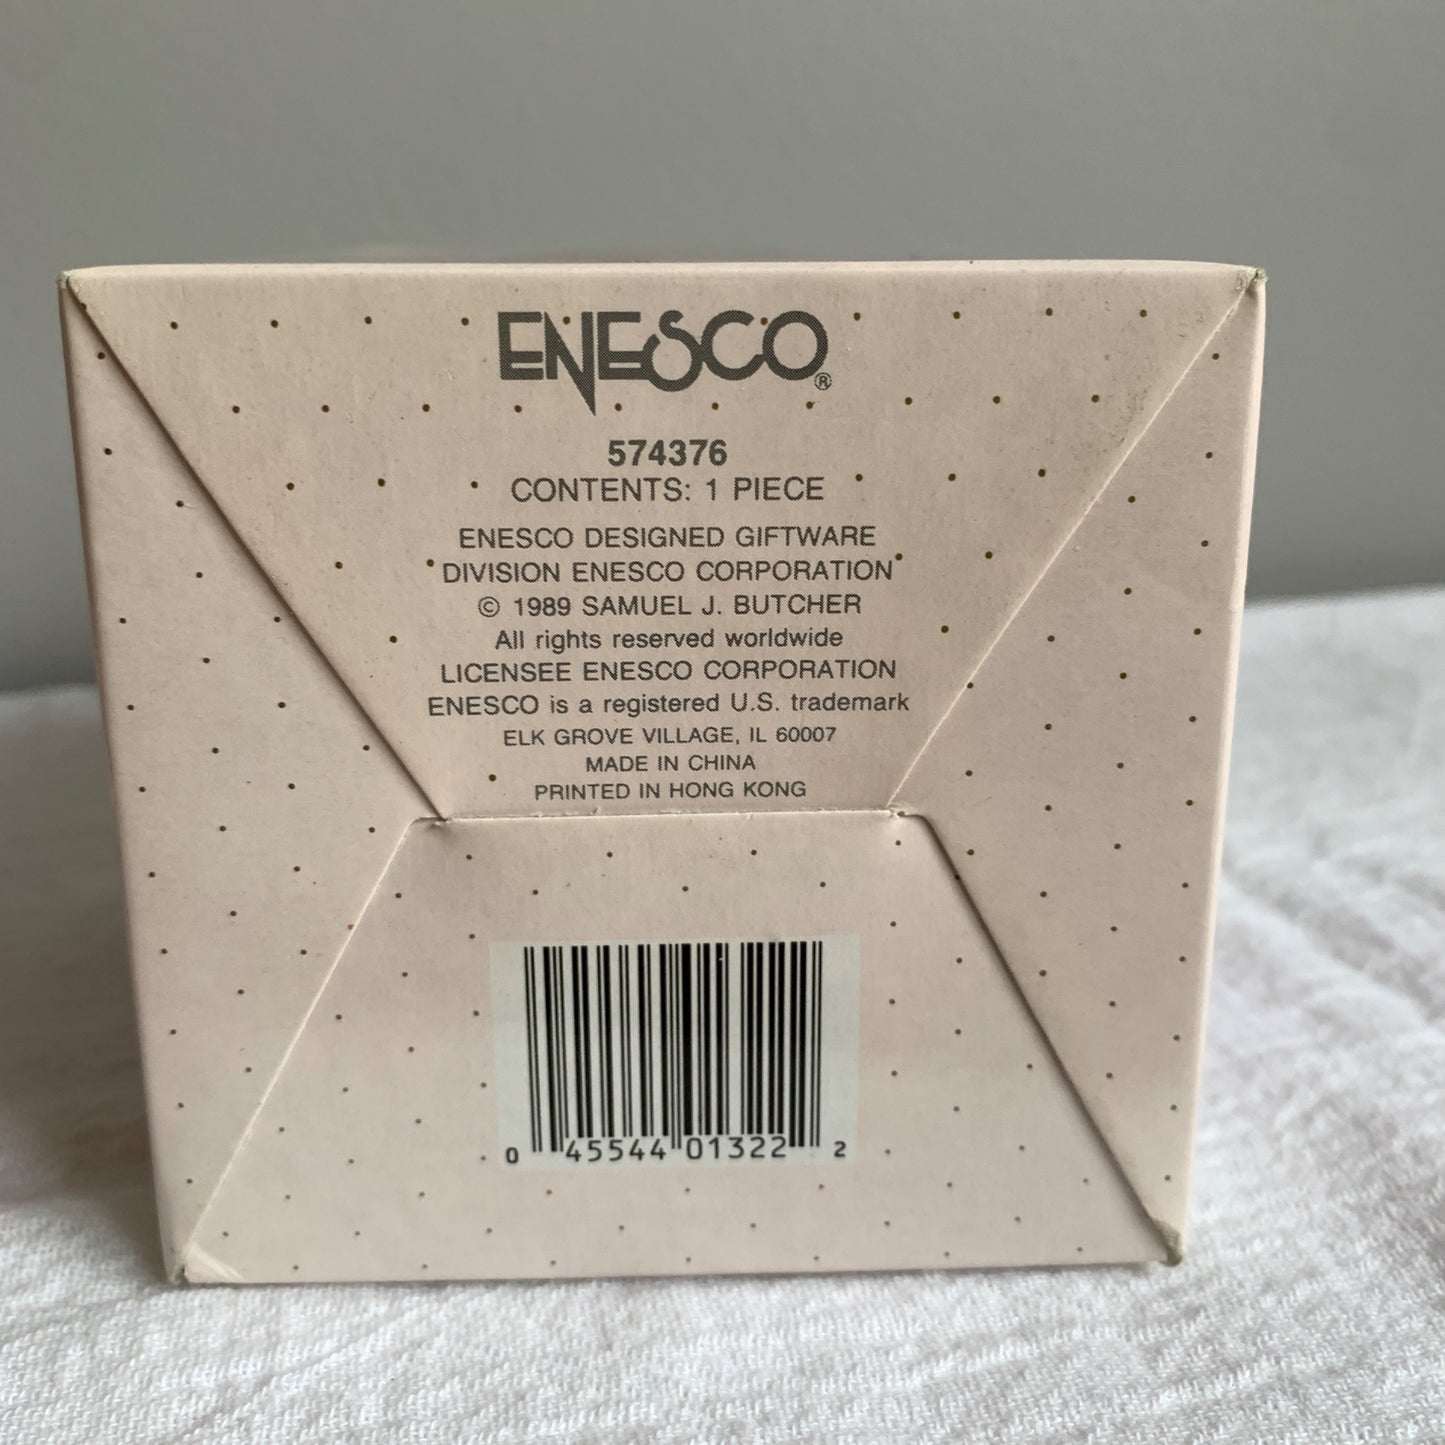 ENESCO®
574376
CONTENTS: 1 PIECE
ENESCO DESIGNED GIFTWARE
DIVISION ENESCO CORPORATION
© 1989 SAMUEL J. BUTCHER
All rights reserved worldwide
LICENSEE ENESCO CORPORATION
ENESCO is a registered U.S. trademark
ELK GROVE VILLAGE, IL 60007
MADE IN CHINA
PRINTED IN HONG KONG
0 45544 01322 2